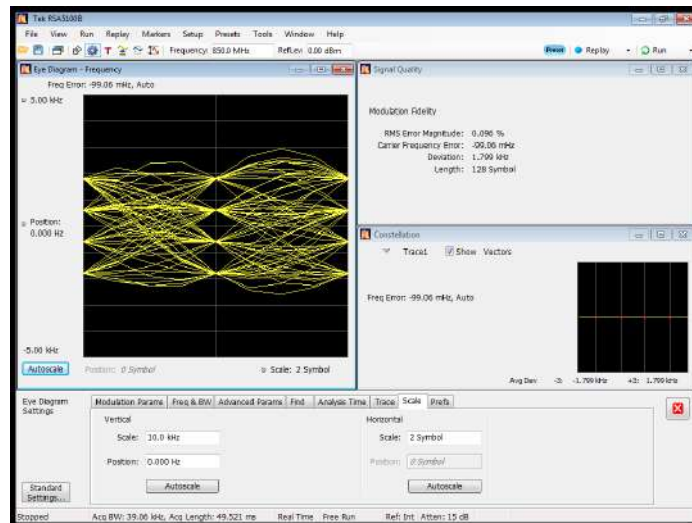 Tek RSA5100B
File View Run Replay Markers Setup Presets Tools Window Help
Frequency: 850.0 MHz RefLev: 0.00 dBm Preset Replay Run
Eye Diagram - Frequency
Freq Error: -99.06 mHz, Auto
5.00 kHz
Position:
0.000 Hz
-5.00 kHz
Autoscale Position: 0 Symbol Scale: 2 Symbol
Signal Quality
Modulation Fidelity
RMS Error Magnitude: 0.096 %
Carrier Frequency Error: -99.06 mHz
Deviation: 1.799 kHz
Length: 128 Symbol
Constellation
Trace1 Show Vectors
Freq Error: -99.06 mHz, Auto
Avg Dev -3: -1.799 kHz +3: 1.799 kHz
Eye Diagram
Settings
Modulation Params Freq & BW Advanced Params Find Analysis Time Trace Scale Prefs
Vertical Horizontal
Scale: 10.0 kHz Scale: 2 Symbol
Position: 0.000 Hz Position: 0 Symbol
Autoscale Autoscale
Standard
Settings...
Stopped Acq BW: 39.06 kHz, Acq Length: 49.521 ms Real Time Free Run Ref: Int Atten: 15 dB